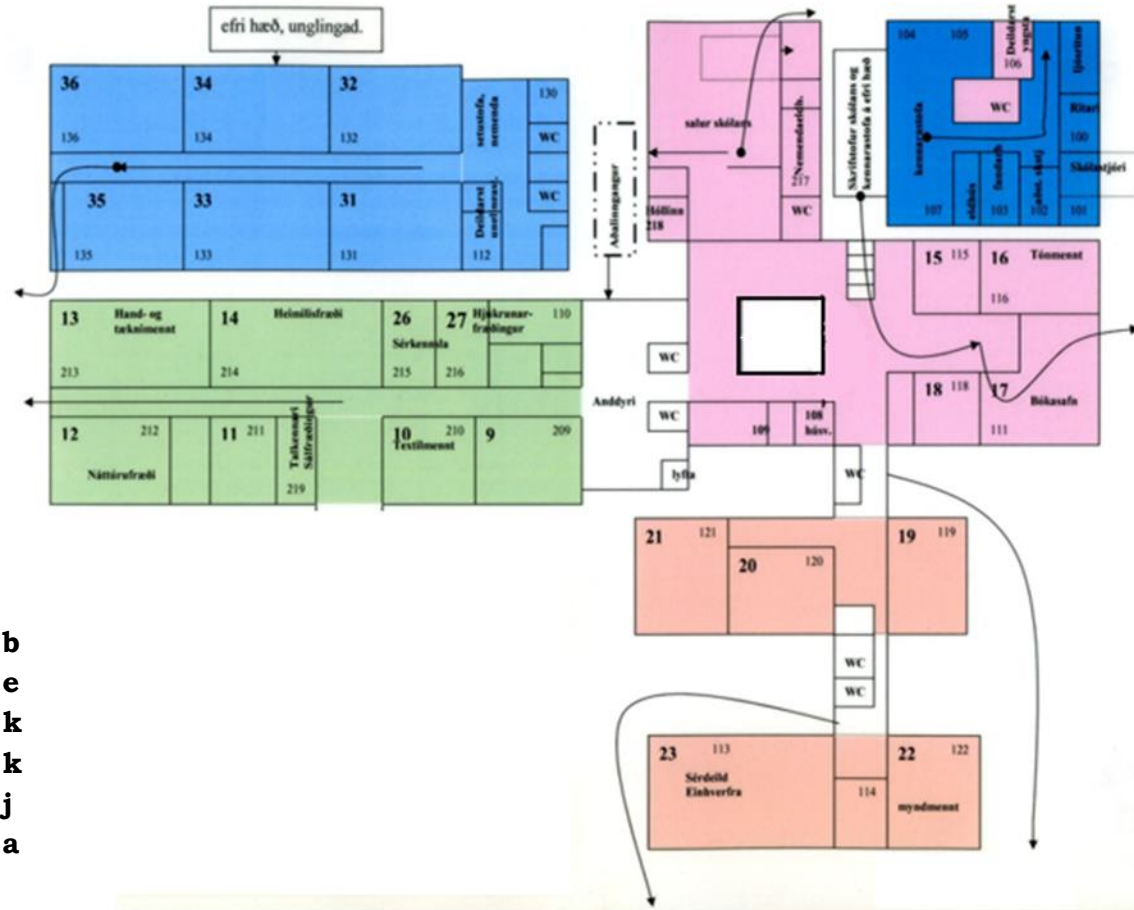 efri hæð, unglingad.
36
34
32
136
134
132
setustofa.
nemenda
130
WC
WC
35
33
31
135
133
131
Deildarst
112
Aðalinngangur
salur skólans
Nemendaeldh.
217
WC
Hóllinn
218
Skrifstofur skólans og
kennarastofa á efri hæð
104
105
Deildarst
yngsta
106
WC
kennarastofa
Ritari
100
Skólastjóri
107
eldhús
103
102
101
13
Hand- og
tæknimennt
213
14
Heimilisfræði
214
26
Sérkennsla
215
27
Hjúkrunar-
fræðingur
216
110
12
212
Náttúrufræði
11
211
Talkennari
Sálfræðingur
219
10
210
Textílmennt
9
209
Anddyri
WC
WC
lyfta
109
108
húsv.
WC
15
115
16
Tónmennt
116
18
118
17
Bókasafn
111
21
121
20
120
19
119
WC
WC
23
113
Sérdeild
Einhverfra
114
22
122
myndmennt
b
e
k
k
j
a